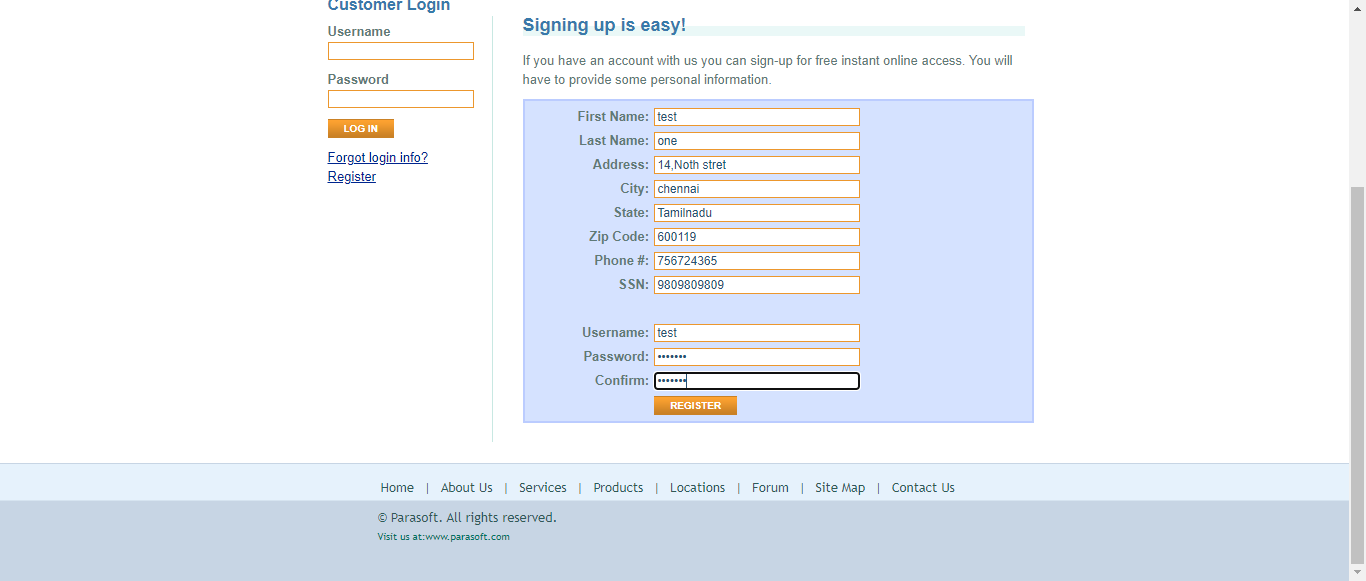 Customer Login
Username
Password
LOG IN
Forgot login info?
Register
Signing up is easy!
If you have an account with us you can sign-up for free instant online access. You will
have to provide some personal information.
First Name: test
Last Name: one
Address: 14,Noth stret
City: chennai
State: Tamilnadu
Zip Code: 600119
Phone #: 756724365
SSN: 9809809809
Username: test
Password: •••••••
Confirm: •••••••
REGISTER
Home | About Us | Services | Products | Locations | Forum | Site Map | Contact Us
© Parasoft. All rights reserved.
Visit us at:www.parasoft.com